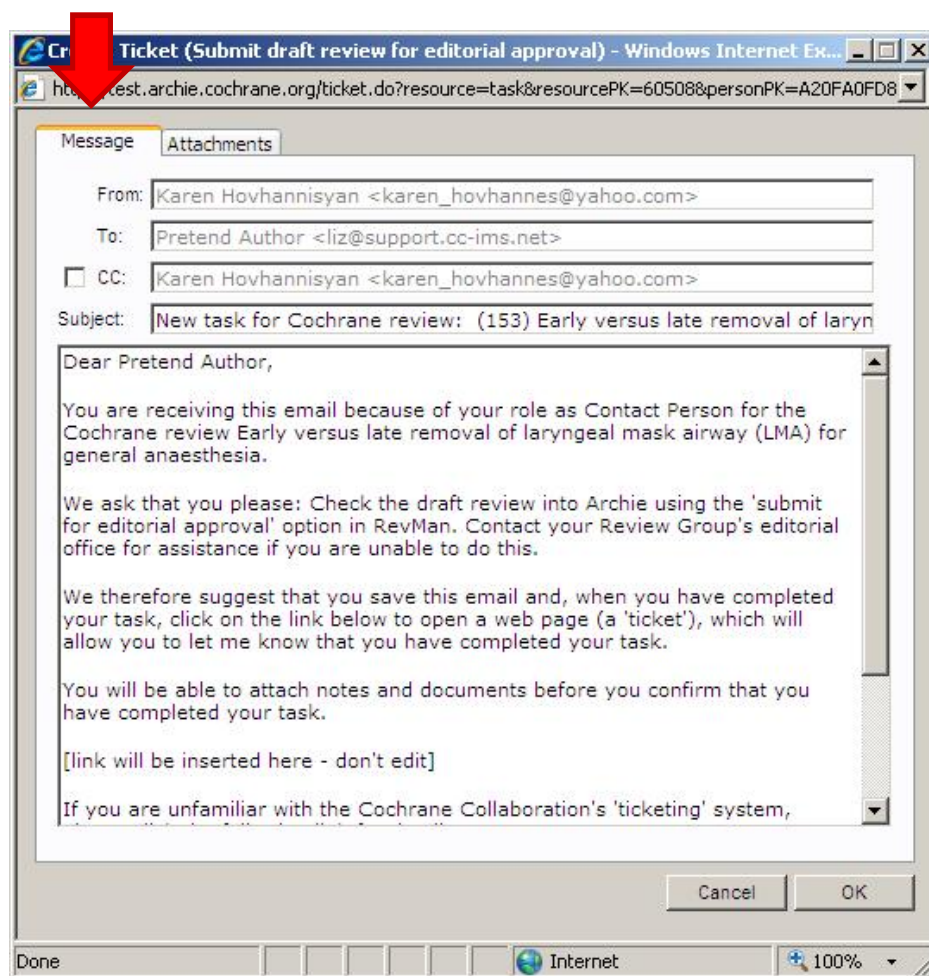 Cr Ticket (Submit draft review for editorial approval) - Windows Internet Ex...
ht test.archie.cochrane.org/ticket.do?resource=task&resourcePK=60508&personPK=A20FA0FD8
Message Attachments
From: Karen Hovhannisyan <karen_hovhannes@yahoo.com>
To: Pretend Author <liz@support.cc-ims.net>
CC: Karen Hovhannisyan <karen_hovhannes@yahoo.com>
Subject: New task for Cochrane review: (153) Early versus late removal of laryn
Dear Pretend Author,
You are receiving this email because of your role as Contact Person for the
Cochrane review Early versus late removal of laryngeal mask airway (LMA) for
general anaesthesia.
We ask that you please: Check the draft review into Archie using the 'submit
for editorial approval' option in RevMan. Contact your Review Group's editorial
office for assistance if you are unable to do this.
We therefore suggest that you save this email and, when you have completed
your task, click on the link below to open a web page (a 'ticket'), which will
allow you to let me know that you have completed your task.
You will be able to attach notes and documents before you confirm that you
have completed your task.
[link will be inserted here - don't edit]
If you are unfamiliar with the Cochrane Collaboration's 'ticketing' system,
Cancel OK
Done Internet 100%